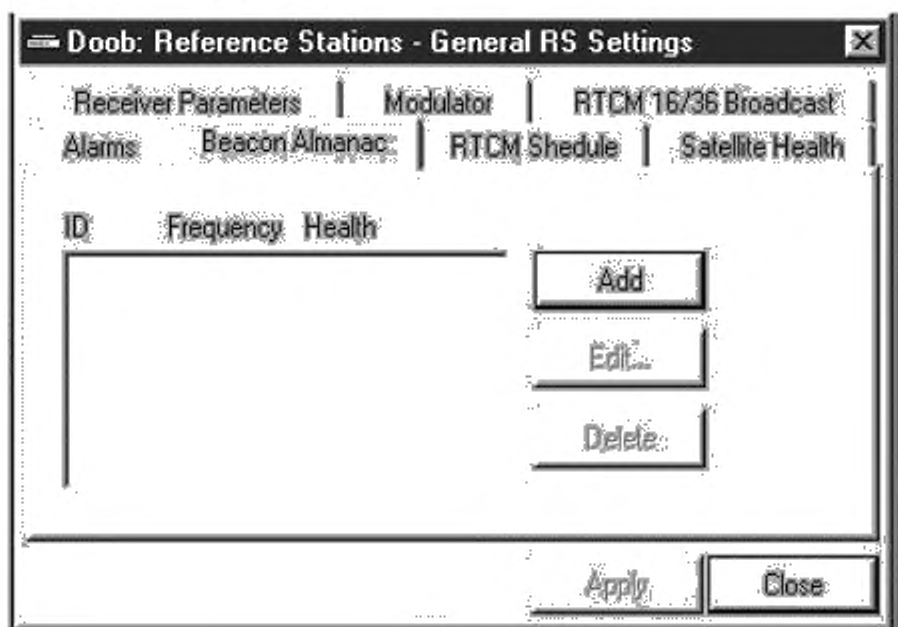 Doob: Reference Stations - General RS Settings
Receiver Parameters Modulator RTCM 16/36 Broadcast
Alarms Beacon Almanac RTCM Shedule Satellite Health
ID Frequency Health
Add
Edit...
Delete
Apply Close